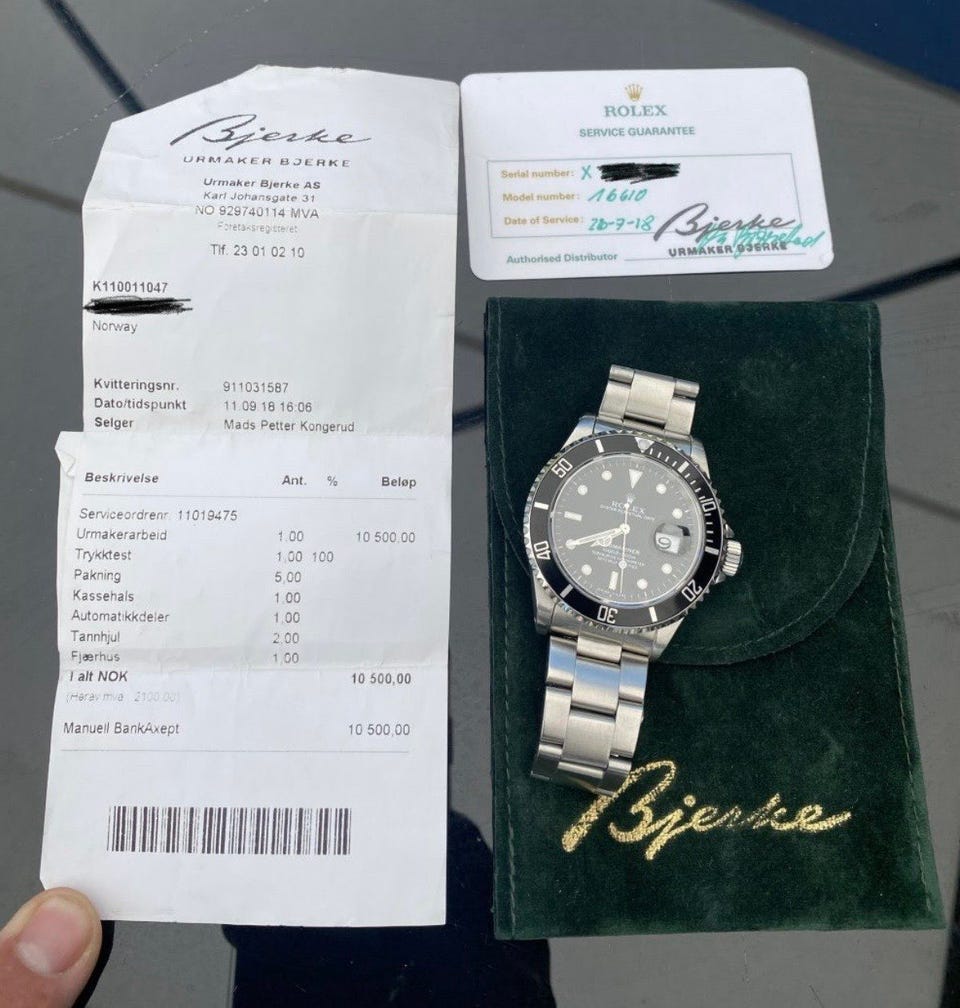 Bjerke
URMAKER BJERKE
Urmaker Bjerke AS
Karl Johansgate 31
NO 929740114 MVA
Foretaksregisteret
Tlf. 23 01 02 10
K110011047
Norway
Kvitteringsnr. 911031587
Dato/tidspunkt 11.09.18 16:06
Selger Mads Petter Kongerud
Beskrivelse Ant. % Beløp
Serviceordrenr. 11019475
Urmakerarbeid 1,00 10 500,00
Trykktest 1,00 100
Pakning 5,00
Kassehals 1,00
Automatikkdeler 1,00
Tannhjul 2,00
Fjærhus 1,00
I alt NOK 10 500,00
(Herav mva 2100,00)
Manuell BankAxept 10 500,00
ROLEX
SERVICE GUARANTEE
Serial number: X
Model number: 16610
Date of Service: -7-18
Bjerke
URMAKER BJERKE
Authorised Distributor
50
10
40
20
30
ROLEX
OYSTER PERPETUAL DATE
9
SUBMARINER
Bjerke